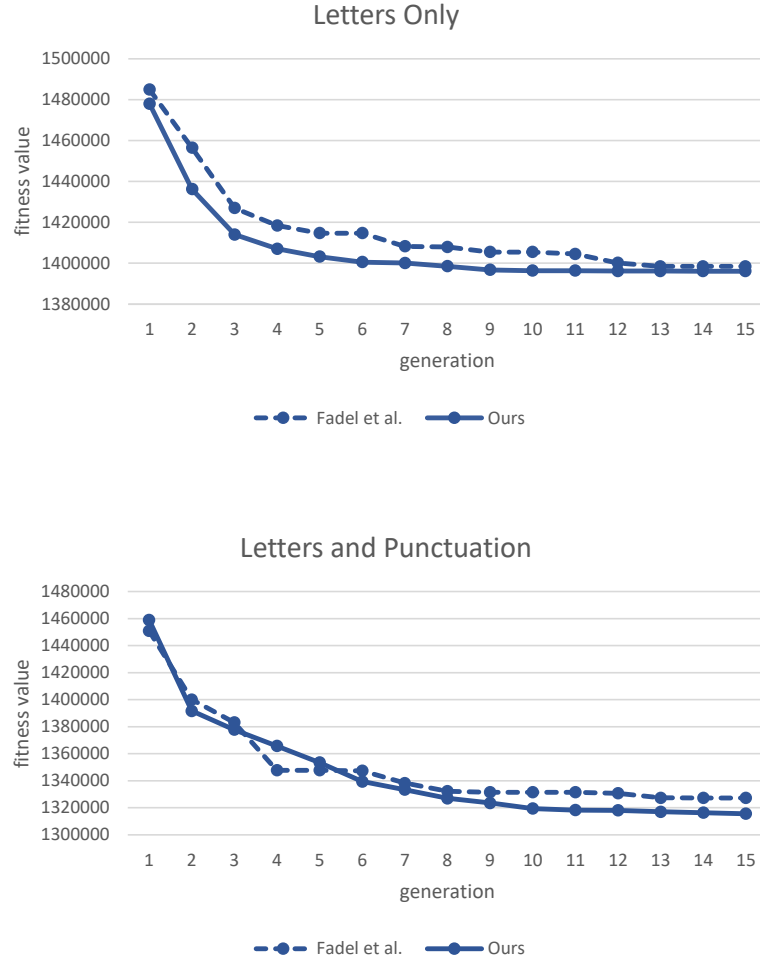 Letters Only
1500000
1480000
1460000
1440000
1420000
1400000
1380000
fitness value
1 2 3 4 5 6 7 8 9 10 11 12 13 14 15
generation
Fadel et al. Ours
Letters and Punctuation
1480000
1460000
1440000
1420000
1400000
1380000
1360000
1340000
1320000
1300000
fitness value
1 2 3 4 5 6 7 8 9 10 11 12 13 14 15
generation
Fadel et al. Ours